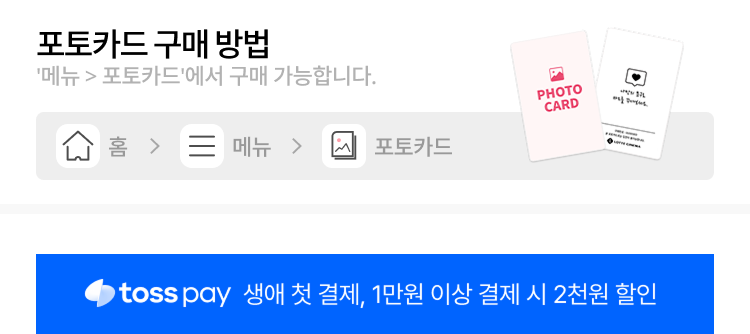 포토카드 구매 방법
'메뉴 > 포토카드'에서 구매 가능합니다.
PHOTO
CARD
LOTTE CINEMA
홈 > 메뉴 > 포토카드
toss pay 생애 첫 결제, 1만원 이상 결제 시 2천원 할인